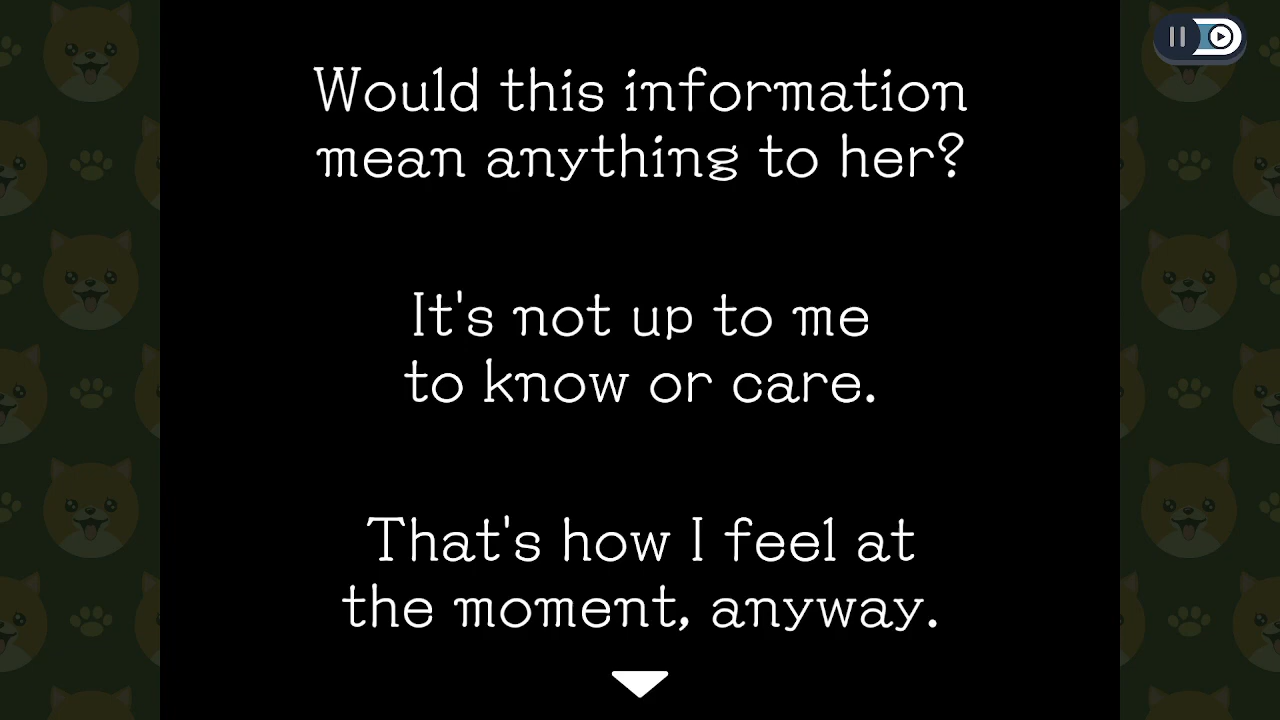 Would this information
mean anything to her?
It's not up to me
to know or care.
That's how I feel at
the moment, anyway.